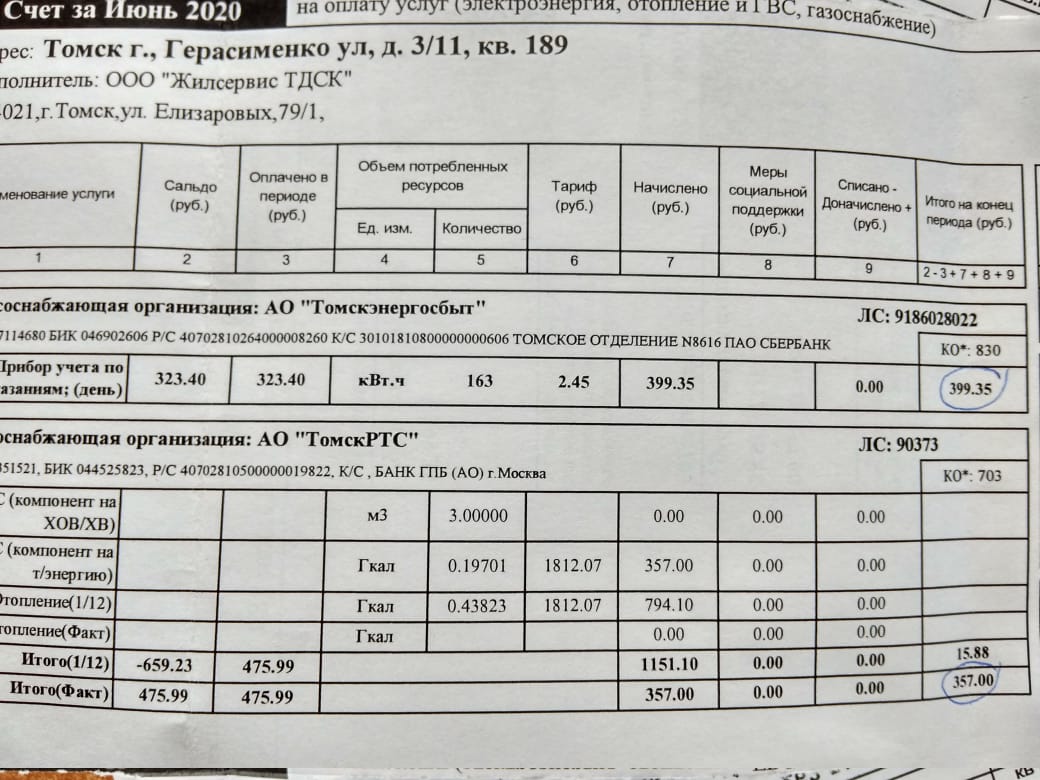 Счет за Июнь 2020
на оплату услуг (электроэнергия, отопление и ГВС, газоснабжение)
рес: Томск г., Герасименко ул, д. 3/11, кв. 189
полнитель: ООО "Жилсервис ТДСК"
4021,г.Томск,ул. Елизаровых,79/1,
менование услуги
Сальдо (руб.)
Оплачено в периоде (руб.)
Объем потребленных ресурсов
Ед. изм.
Количество
Тариф (руб.)
Начислено (руб.)
Меры социальной поддержки (руб.)
Списано - Доначислено + (руб.)
Итого на конец периода (руб.)
1 2 3 4 5 6 7 8 9 2 - 3 + 7 + 8 + 9
соснабжающая организация: АО "Томскэнергосбыт" ЛС: 9186028022
7114680 БИК 046902606 Р/С 40702810264000008260 К/С 30101810800000000606 ТОМСКОЕ ОТДЕЛЕНИЕ N8616 ПАО СБЕРБАНК КО*: 830
Прибор учета по
азаниям; (день) 323.40 323.40 кВт.ч 163 2.45 399.35 0.00 399.35
оснабжающая организация: АО "ТомскРТС" ЛС: 90373
351521, БИК 044525823, Р/С 40702810500000019822, К/С , БАНК ГПБ (АО) г.Москва КО*: 703
С (компонент на
ХОВ/ХВ) м3 3.00000 0.00 0.00 0.00
С (компонент на
т/энергию) Гкал 0.19701 1812.07 357.00 0.00 0.00
Отопление(1/12) Гкал 0.43823 1812.07 794.10 0.00 0.00
топление(Факт) Гкал 0.00 0.00 0.00
Итого(1/12) -659.23 475.99 1151.10 0.00 0.00 15.88
Итого(Факт) 475.99 475.99 357.00 0.00 0.00 357.00